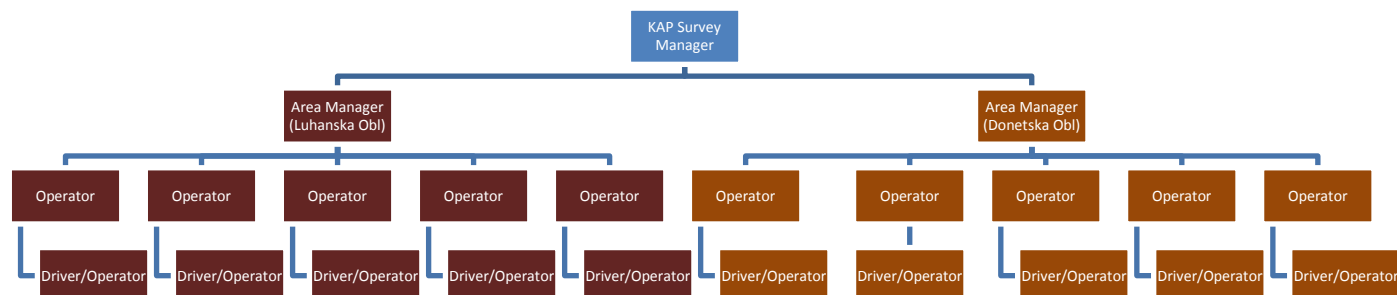 KAP Survey
Manager
Area Manager
(Luhanska Obl)
Area Manager
(Donetska Obl)
Operator
Operator
Operator
Operator
Operator
Operator
Operator
Operator
Operator
Operator
Driver/Operator
Driver/Operator
Driver/Operator
Driver/Operator
Driver/Operator
Driver/Operator
Driver/Operator
Driver/Operator
Driver/Operator
Driver/Operator